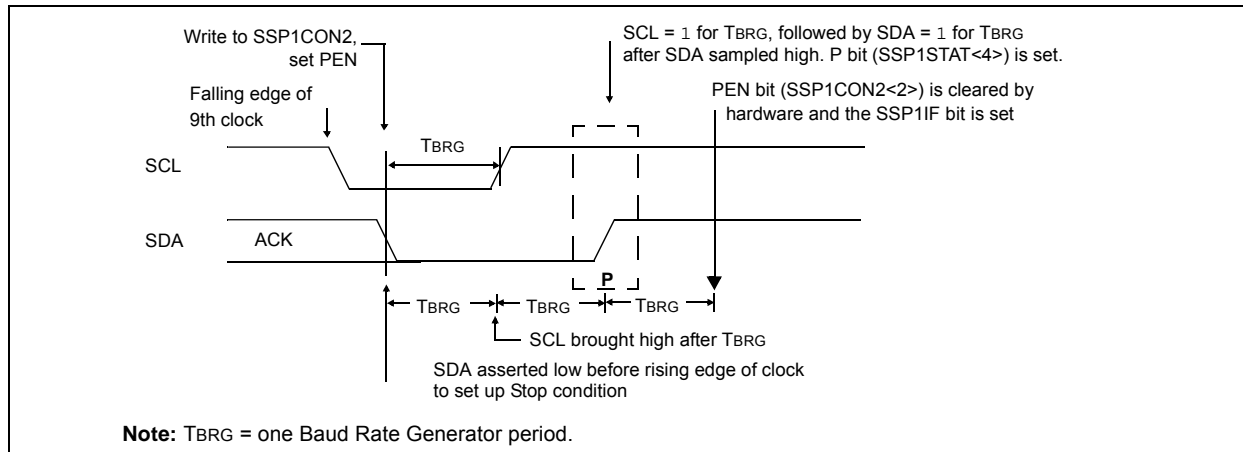 Write to SSP1CON2,
set PEN
SCL = 1 for TBRG, followed by SDA = 1 for TBRG
after SDA sampled high. P bit (SSP1STAT<4>) is set.
Falling edge of
9th clock
PEN bit (SSP1CON2<2>) is cleared by
hardware and the SSP1IF bit is set
TBRG
SCL
SDA
ACK
P
TBRG
TBRG
TBRG
SCL brought high after TBRG
SDA asserted low before rising edge of clock
to set up Stop condition
Note: TBRG = one Baud Rate Generator period.